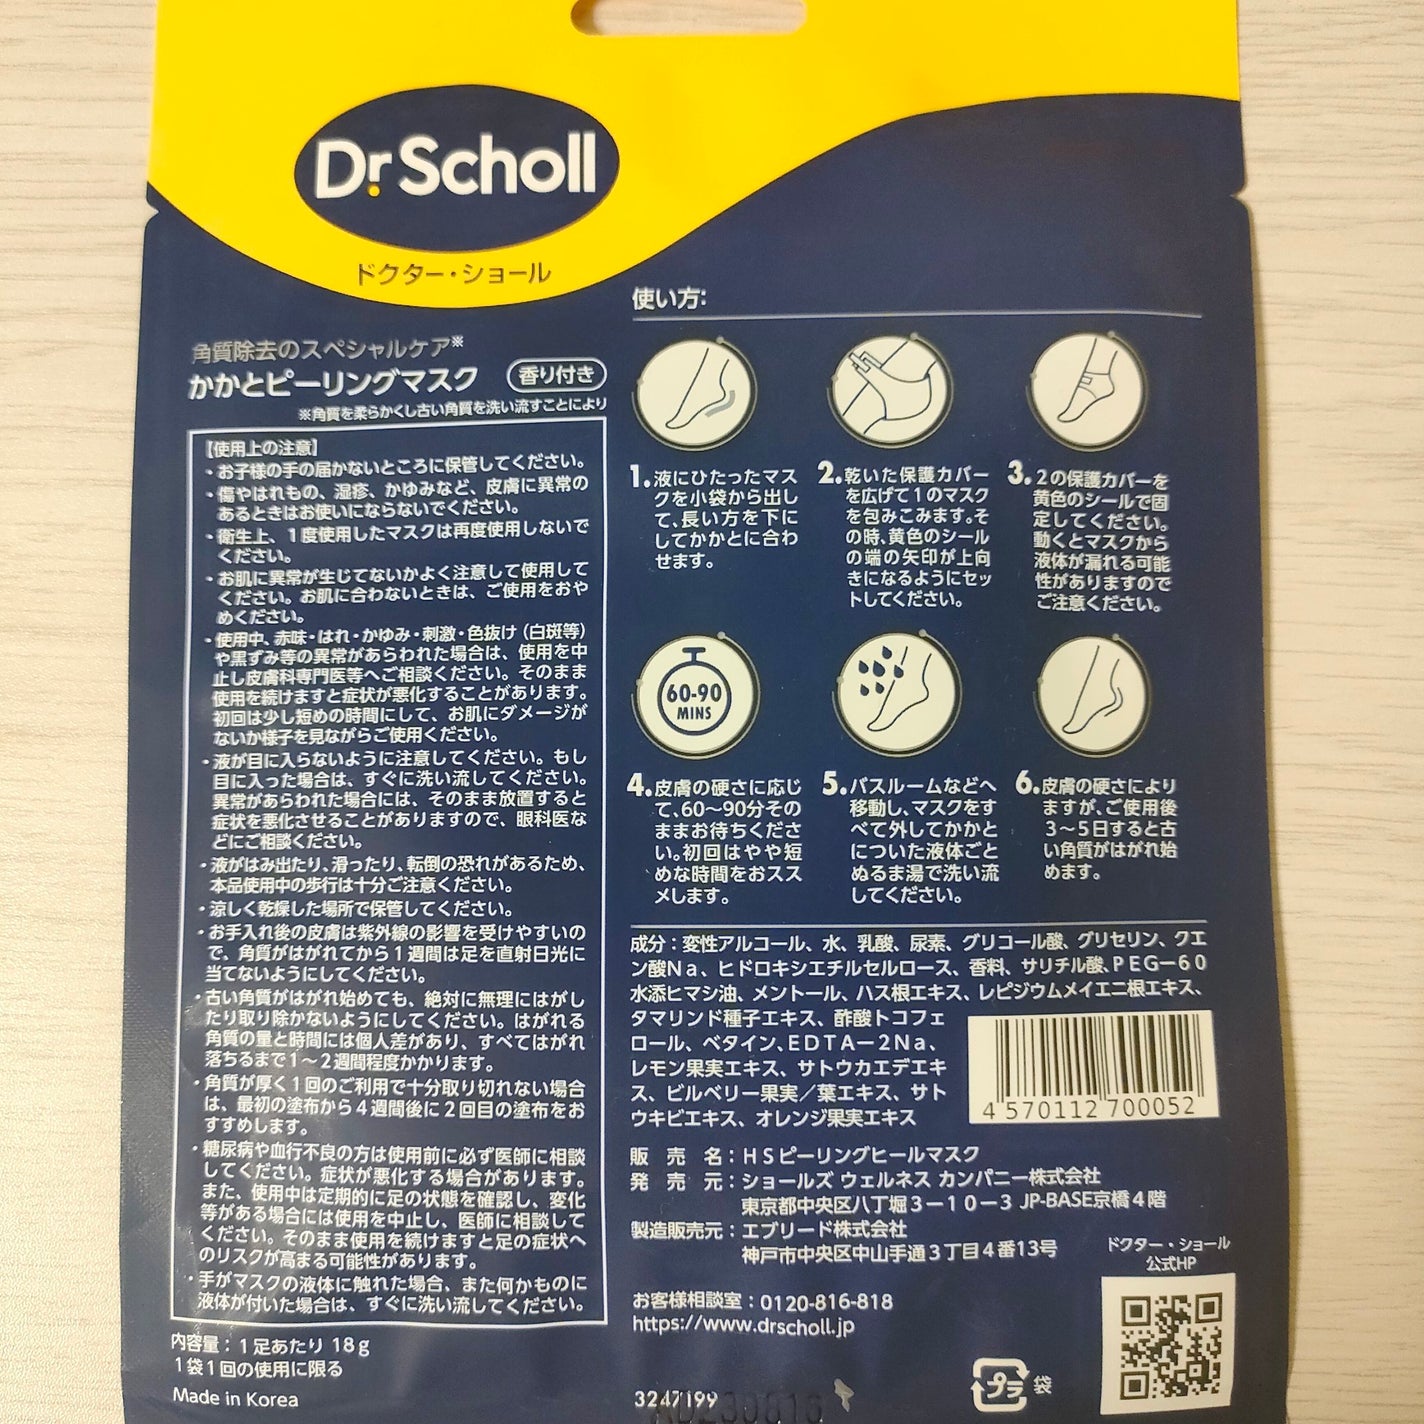 Dr.Scholl
ドクター・ショール
角質除去のスペシャルケア※
かかとピーリングマスク 香り付き
※角質を柔らかくし古い角質を洗い流すことにより
【使用上の注意】
・お子様の手の届かないところに保管してください。
・傷やはれもの、湿疹、かゆみなど、皮膚に異常の
あるときはお使いにならないでください。
・衛生上、1度使用したマスクは再度使用しないで
ください。
・お肌に異常が生じてないかよく注意して使用して
ください。お肌に合わないときは、ご使用をおや
めください。
・使用中、赤味・はれ・かゆみ・刺激・色抜け（白斑等）
や黒ずみ等の異常があらわれた場合は、使用を中
止し皮膚科専門医等へご相談ください。そのまま
使用を続けますと症状が悪化することがあります。
初回は少し短めの時間にして、お肌にダメージが
ないか様子を見ながらご使用ください。
・液が目に入らないように注意してください。もし
目に入った場合は、すぐに洗い流してください。
異常があらわれた場合には、そのまま放置すると
症状を悪化させることがありますので、眼科医な
どにご相談ください。
・液がはみ出たり、滑ったり、転倒の恐れがあるため、
本品使用中の歩行は十分ご注意ください。
・涼しく乾燥した場所で保管してください。
・お手入れ後の皮膚は紫外線の影響を受けやすいの
で、角質がはがれてから1週間は足を直射日光に
当てないようにしてください。
・古い角質がはがれ始めても、絶対に無理にはがし
たり取り除かないようにしてください。はがれる
角質の量と時間には個人差があり、すべてはがれ
落ちるまで1～2週間程度かかります。
・角質が厚く1回のご利用で十分取り切れない場合
は、最初の塗布から4週間後に2回目の塗布をお
すすめします。
・糖尿病や血行不良の方は使用前に必ず医師に相談
してください。症状が悪化する場合があります。
また、使用中は定期的に足の状態を確認し、変化
等がある場合には使用を中止し、医師に相談して
ください。そのまま使用を続けますと足の症状へ
のリスクが高まる可能性があります。
・手がマスクの液体に触れた場合、また何かものに
液体が付いた場合は、すぐに洗い流してください。
内容量：1足あたり 18g
1袋1回の使用に限る
Made in Korea
使い方:
1.液にひたったマス
クを小袋から出し
て、長い方を下に
してかかとに合わ
せます。
2.乾いた保護カバー
を広げて1のマスク
を包みこみます。そ
の時、黄色のシール
の端の矢印が上向
きになるようにセッ
トしてください。
3.2の保護カバーを
黄色のシールで固
定してください。
動くとマスクから
液体が漏れる可能
性がありますので
ご注意ください。
60-90
MINS
4.皮膚の硬さに応じ
て、60～90分その
ままお待ちくださ
い。初回はやや短
めな時間をおスス
メします。
5.バスルームなどへ
移動し、マスクをす
べて外してかかと
についた液体ごと
ぬるま湯で洗い流
してください。
6.皮膚の硬さにより
ますが、ご使用後
3～5日すると古
い角質がはがれ始
めます。
成分：変性アルコール、水、乳酸、尿素、グリコール酸、グリセリン、クエ
ン酸Na、ヒドロキシエチルセルロース、香料、サリチル酸、PEG－60
水添ヒマシ油、メントール、ハス根エキス、レピジウムメイエニ根エキス、
タマリンド種子エキス、酢酸トコフェ
ロール、ベタイン、EDTA－2Na、
レモン果実エキス、サトウカエデエキ
ス、ビルベリー果実／葉エキス、サト
ウキビエキス、オレンジ果実エキス
4 570112 700052
販売名：HSピーリングヒールマスク
発売元：ショールズ ウェルネス カンパニー株式会社
東京都中央区八丁堀3－10－3 JP-BASE京橋4階
製造販売元：エブリード株式会社
神戸市中央区中山手通3丁目4番13号
ドクター・ショール
公式HP
お客様相談室：0120-816-818
https://www.drscholl.jp
プラ 袋
3247199